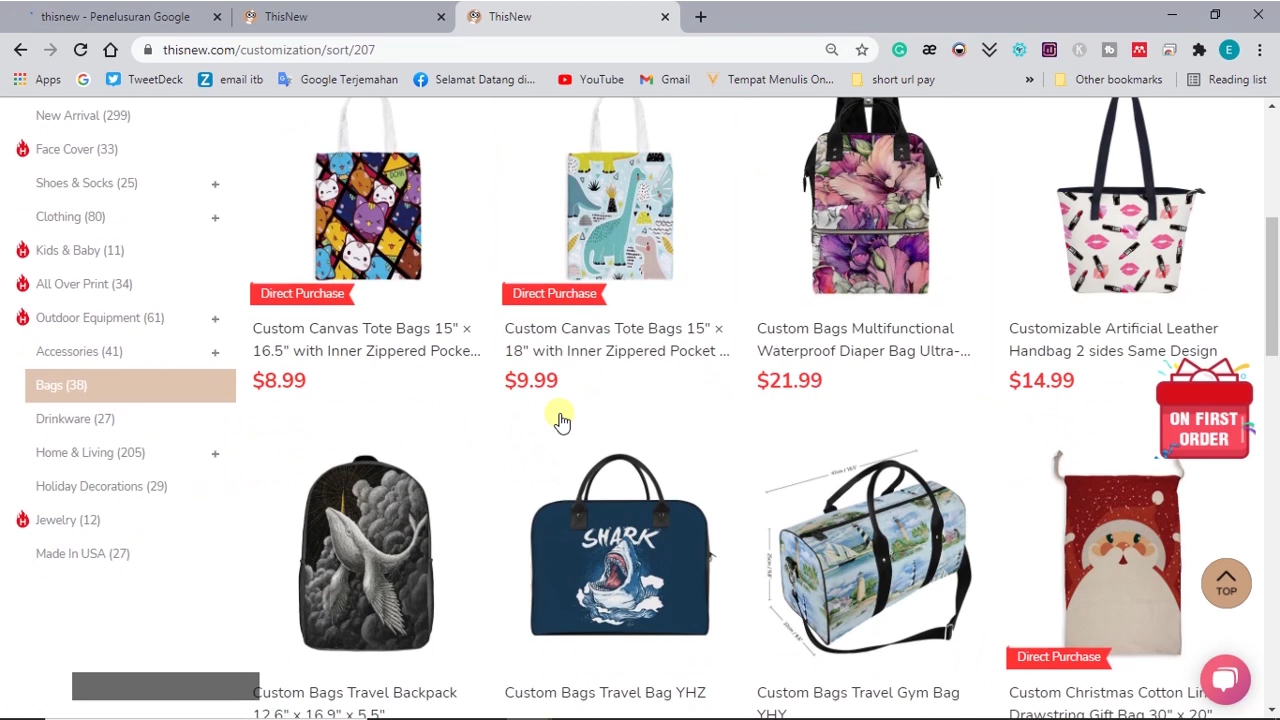 thisnew - Penelusuran Google
ThisNew
ThisNew
thisnew.com/customization/sort/207
Apps
TweetDeck
email itb
Google Terjemahan
Selamat Datang di...
YouTube
Gmail
Tempat Menulis On...
short url pay
Other bookmarks
Reading list
New Arrival (299)
Face Cover (33)
Shoes & Socks (25)
Clothing (80)
Kids & Baby (11)
All Over Print (34)
Outdoor Equipment (61)
Accessories (41)
Bags (38)
Drinkware (27)
Home & Living (205)
Holiday Decorations (29)
Jewelry (12)
Made In USA (27)
Direct Purchase
Custom Canvas Tote Bags 15" ×
16.5" with Inner Zippered Pocke...
$8.99
Direct Purchase
Custom Canvas Tote Bags 15" ×
18" with Inner Zippered Pocket ...
$9.99
Custom Bags Multifunctional
Waterproof Diaper Bag Ultra-...
$21.99
Customizable Artificial Leather
Handbag 2 sides Same Design
$14.99
ON FIRST
ORDER
Custom Bags Travel Backpack
12.6" × 16.9" × 5.5"
SHARK
Custom Bags Travel Bag YHZ
Custom Bags Travel Gym Bag
YHY
Direct Purchase
Custom Christmas Cotton Lin
Drawstring Gift Bag 30" × 20"
TOP